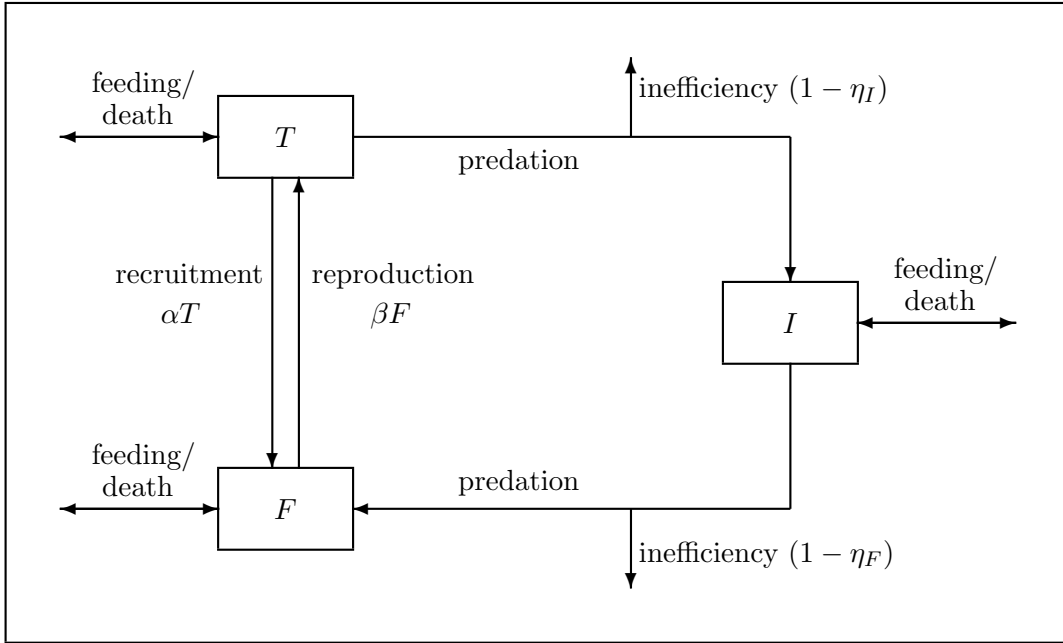 feeding/
death
T
inefficiency (1 − η_I)
predation
recruitment
αT
reproduction
βF
feeding/
death
I
feeding/
death
F
predation
inefficiency (1 − η_F)